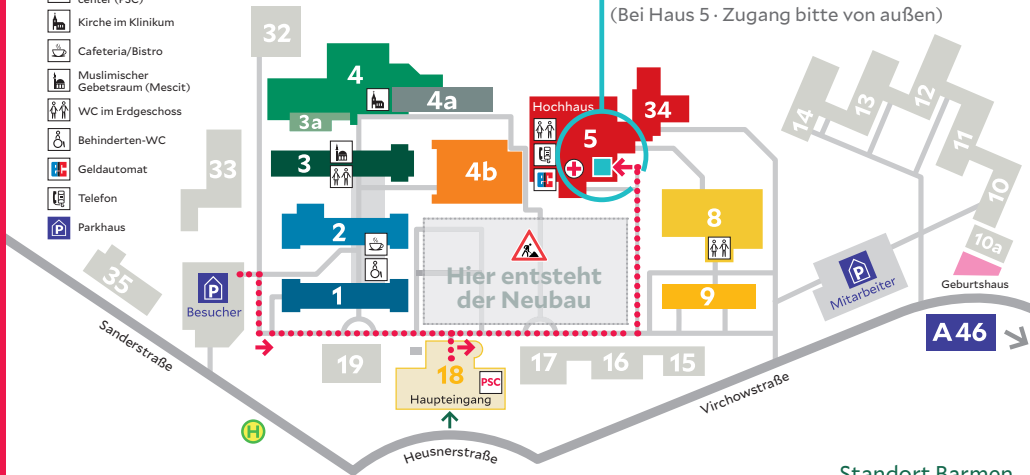 center (PSC)
Kirche im Klinikum
Cafeteria/Bistro
Muslimischer
Gebetsraum (Mescit)
WC im Erdgeschoss
Behinderten-WC
Geldautomat
Telefon
P Parkhaus
(Bei Haus 5 · Zugang bitte von außen)
32
4
4a
3a
33
3
4b
Hochhaus
5
34
14
13
12
11
10
10a
Geburtshaus
2
1
8
9
Hier entsteht
der Neubau
35
P
Besucher
P
Mitarbeiter
A 46
19
18
PSC
Haupteingang
17
16
15
Sanderstraße
H
Heusnerstraße
Virchowstraße
Standort Barmen